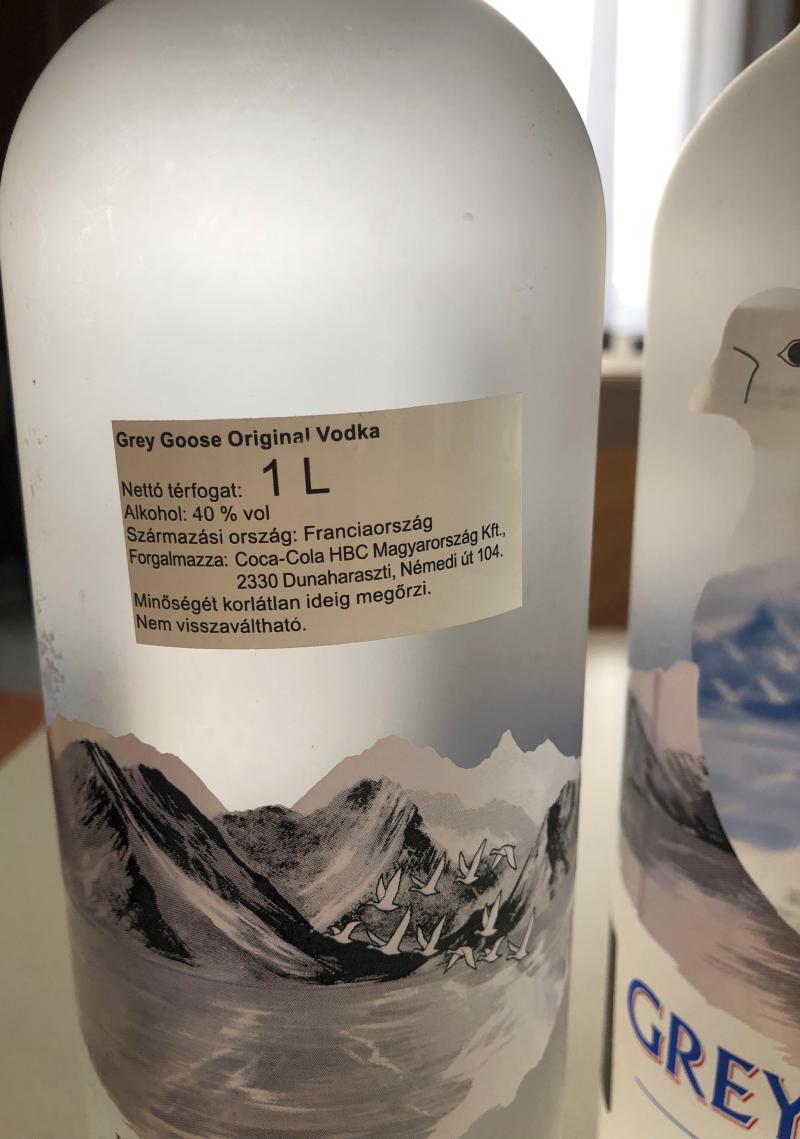 Grey Goose Original Vodka
Nettó térfogat: 1 L
Alkohol: 40 % vol
Származási ország: Franciaország
Forgalmazza: Coca-Cola HBC Magyarország Kft.,
2330 Dunaharaszti, Némedi út 104.
Minőségét korlátlan ideig megőrzi.
Nem visszaváltható.
GREY